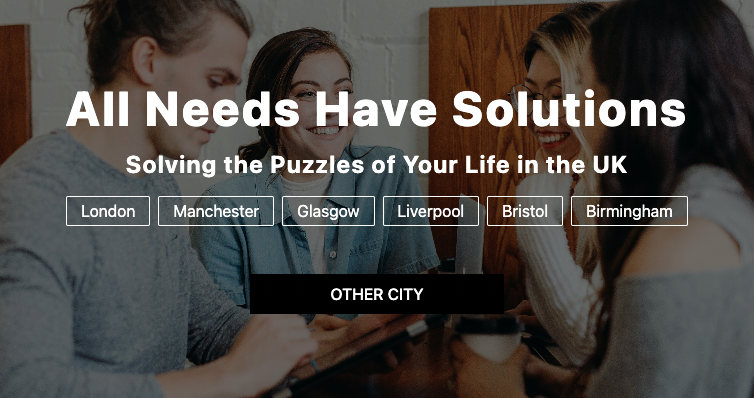 All Needs Have Solutions
Solving the Puzzles of Your Life in the UK
London Manchester Glasgow Liverpool Bristol Birmingham
OTHER CITY